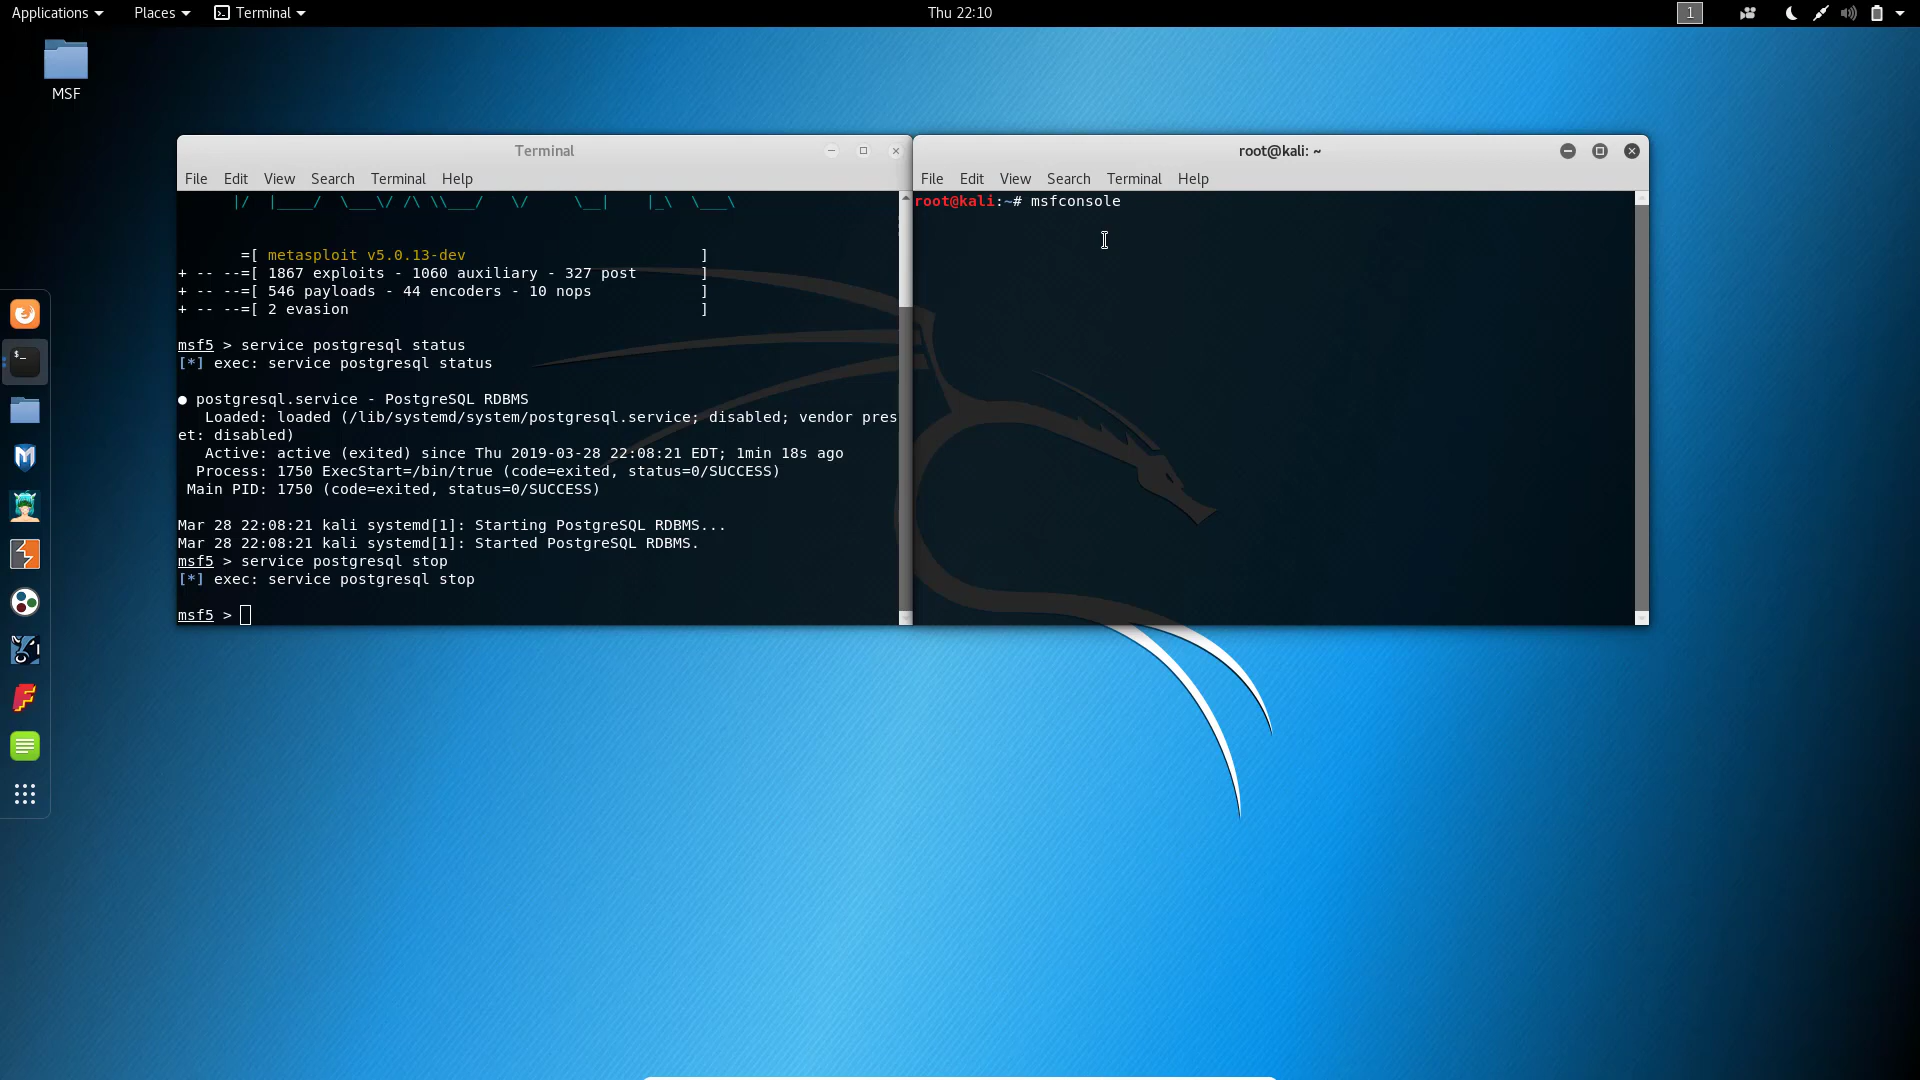 Applications Places Terminal Thu 22:10 1
MSF
Terminal
File Edit View Search Terminal Help
|/  |____/  \___\/ /\ \\___/   \/     \__|    |_\  \___\
=[ metasploit v5.0.13-dev ]
+ -- --=[ 1867 exploits - 1060 auxiliary - 327 post ]
+ -- --=[ 546 payloads - 44 encoders - 10 nops ]
+ -- --=[ 2 evasion ]
msf5 > service postgresql status
[*] exec: service postgresql status
● postgresql.service - PostgreSQL RDBMS
Loaded: loaded (/lib/systemd/system/postgresql.service; disabled; vendor pres
et: disabled)
Active: active (exited) since Thu 2019-03-28 22:08:21 EDT; 1min 18s ago
Process: 1750 ExecStart=/bin/true (code=exited, status=0/SUCCESS)
Main PID: 1750 (code=exited, status=0/SUCCESS)
Mar 28 22:08:21 kali systemd[1]: Starting PostgreSQL RDBMS...
Mar 28 22:08:21 kali systemd[1]: Started PostgreSQL RDBMS.
msf5 > service postgresql stop
[*] exec: service postgresql stop
msf5 >
root@kali: ~
File Edit View Search Terminal Help
root@kali:~# msfconsole